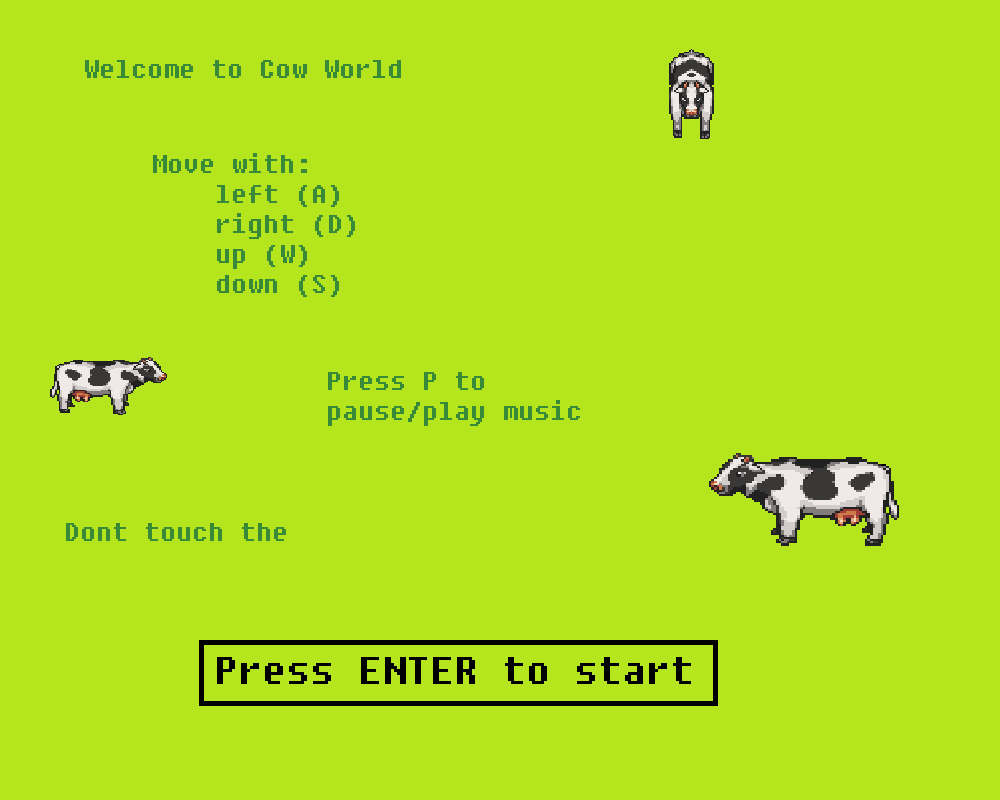 Welcome to Cow World
Move with:
left (A)
right (D)
up (W)
down (S)
Press P to
pause/play music
Dont touch the
Press ENTER to start